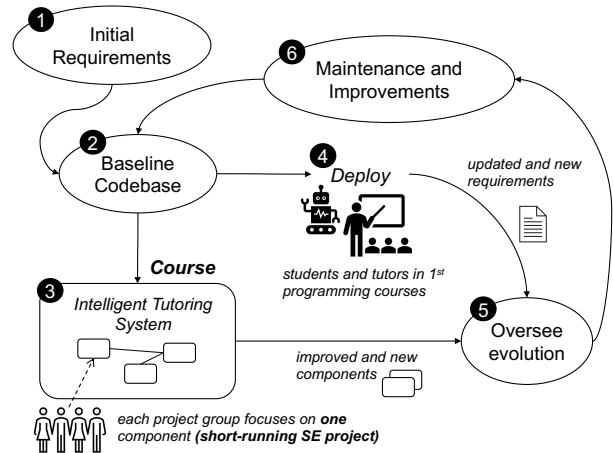 1
Initial
Requirements
6
Maintenance and
Improvements
2
Baseline
Codebase
4
Deploy
updated and new
requirements
students and tutors in 1st
programming courses
Course
3
Intelligent Tutoring
System
5
Oversee
evolution
improved and new
components
each project group focuses on one
component (short-running SE project)